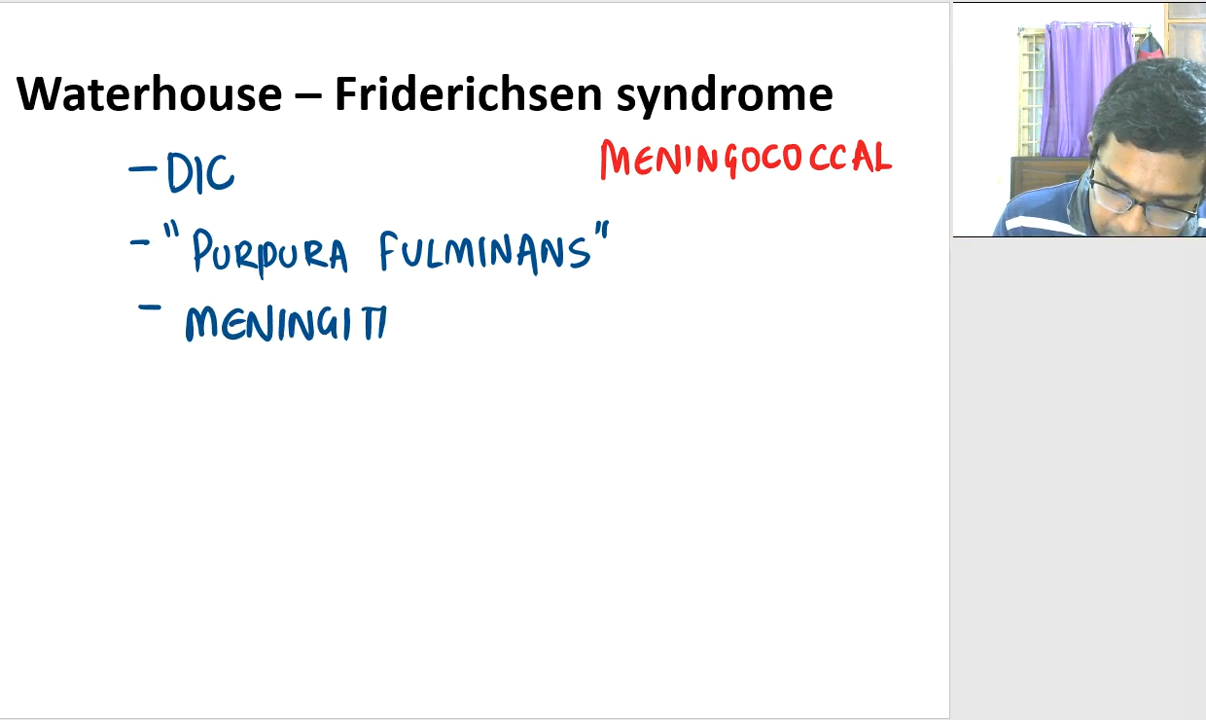 Waterhouse – Friderichsen syndrome
MENINGOCOCCAL
- DIC
- "PURPURA FULMINANS"
- MENINGITI